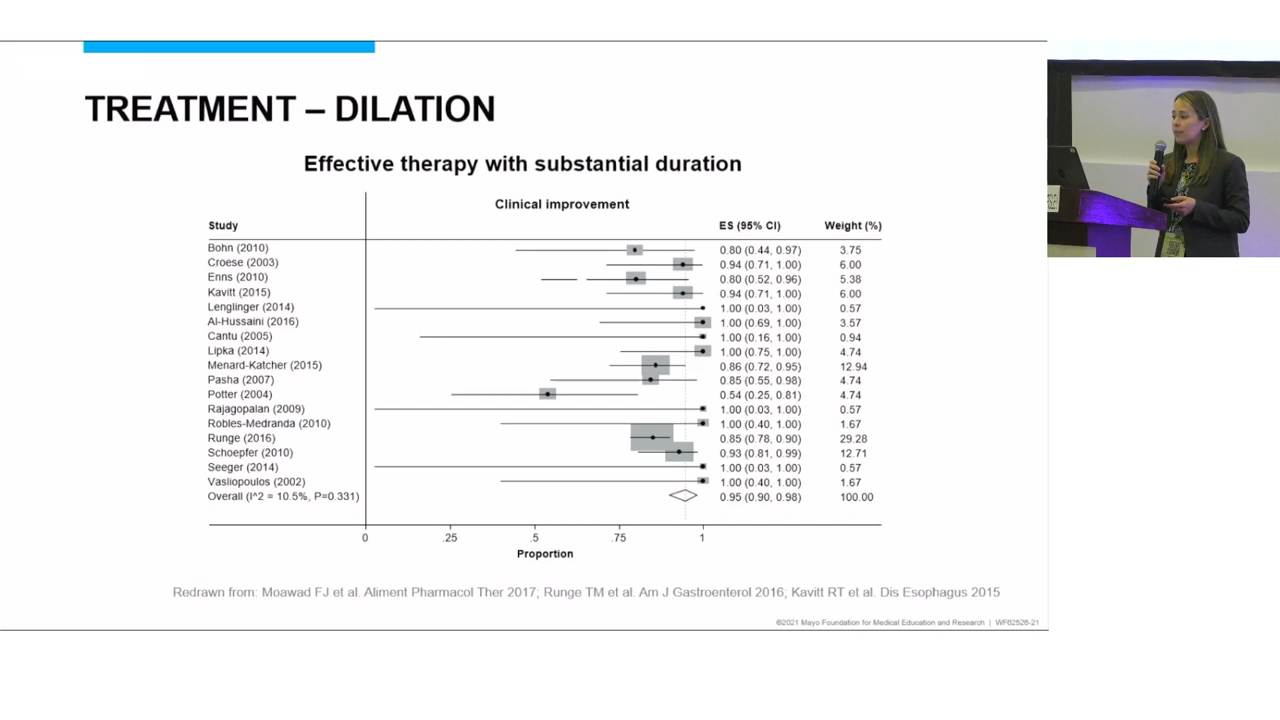 TREATMENT – DILATION
Effective therapy with substantial duration
Clinical improvement
Study ES (95% CI) Weight (%)
Bohn (2010) 0.80 (0.44, 0.97) 3.75
Croese (2003) 0.94 (0.71, 1.00) 6.00
Enns (2010) 0.80 (0.52, 0.96) 5.38
Kavitt (2015) 0.94 (0.71, 1.00) 6.00
Lenglinger (2014) 1.00 (0.03, 1.00) 0.57
Al-Hussaini (2016) 1.00 (0.69, 1.00) 3.57
Cantu (2005) 1.00 (0.16, 1.00) 0.94
Lipka (2014) 1.00 (0.75, 1.00) 4.74
Menard-Katcher (2015) 0.86 (0.72, 0.95) 12.94
Pasha (2007) 0.85 (0.55, 0.98) 4.74
Potter (2004) 0.54 (0.25, 0.81) 4.74
Rajagopalan (2009) 1.00 (0.03, 1.00) 0.57
Robles-Medranda (2010) 1.00 (0.40, 1.00) 1.67
Runge (2016) 0.85 (0.78, 0.90) 29.28
Schoepfer (2010) 0.93 (0.81, 0.99) 12.71
Seeger (2014) 1.00 (0.03, 1.00) 0.57
Vasliopoulos (2002) 1.00 (0.40, 1.00) 1.67
Overall (I^2 = 10.5%, P=0.331) 0.95 (0.90, 0.98) 100.00
0 .25 .5 .75 1
Proportion
Redrawn from: Moawad FJ et al. Aliment Pharmacol Ther 2017; Runge TM et al. Am J Gastroenterol 2016; Kavitt RT et al. Dis Esophagus 2015
©2021 Mayo Foundation for Medical Education and Research | WF62526-21